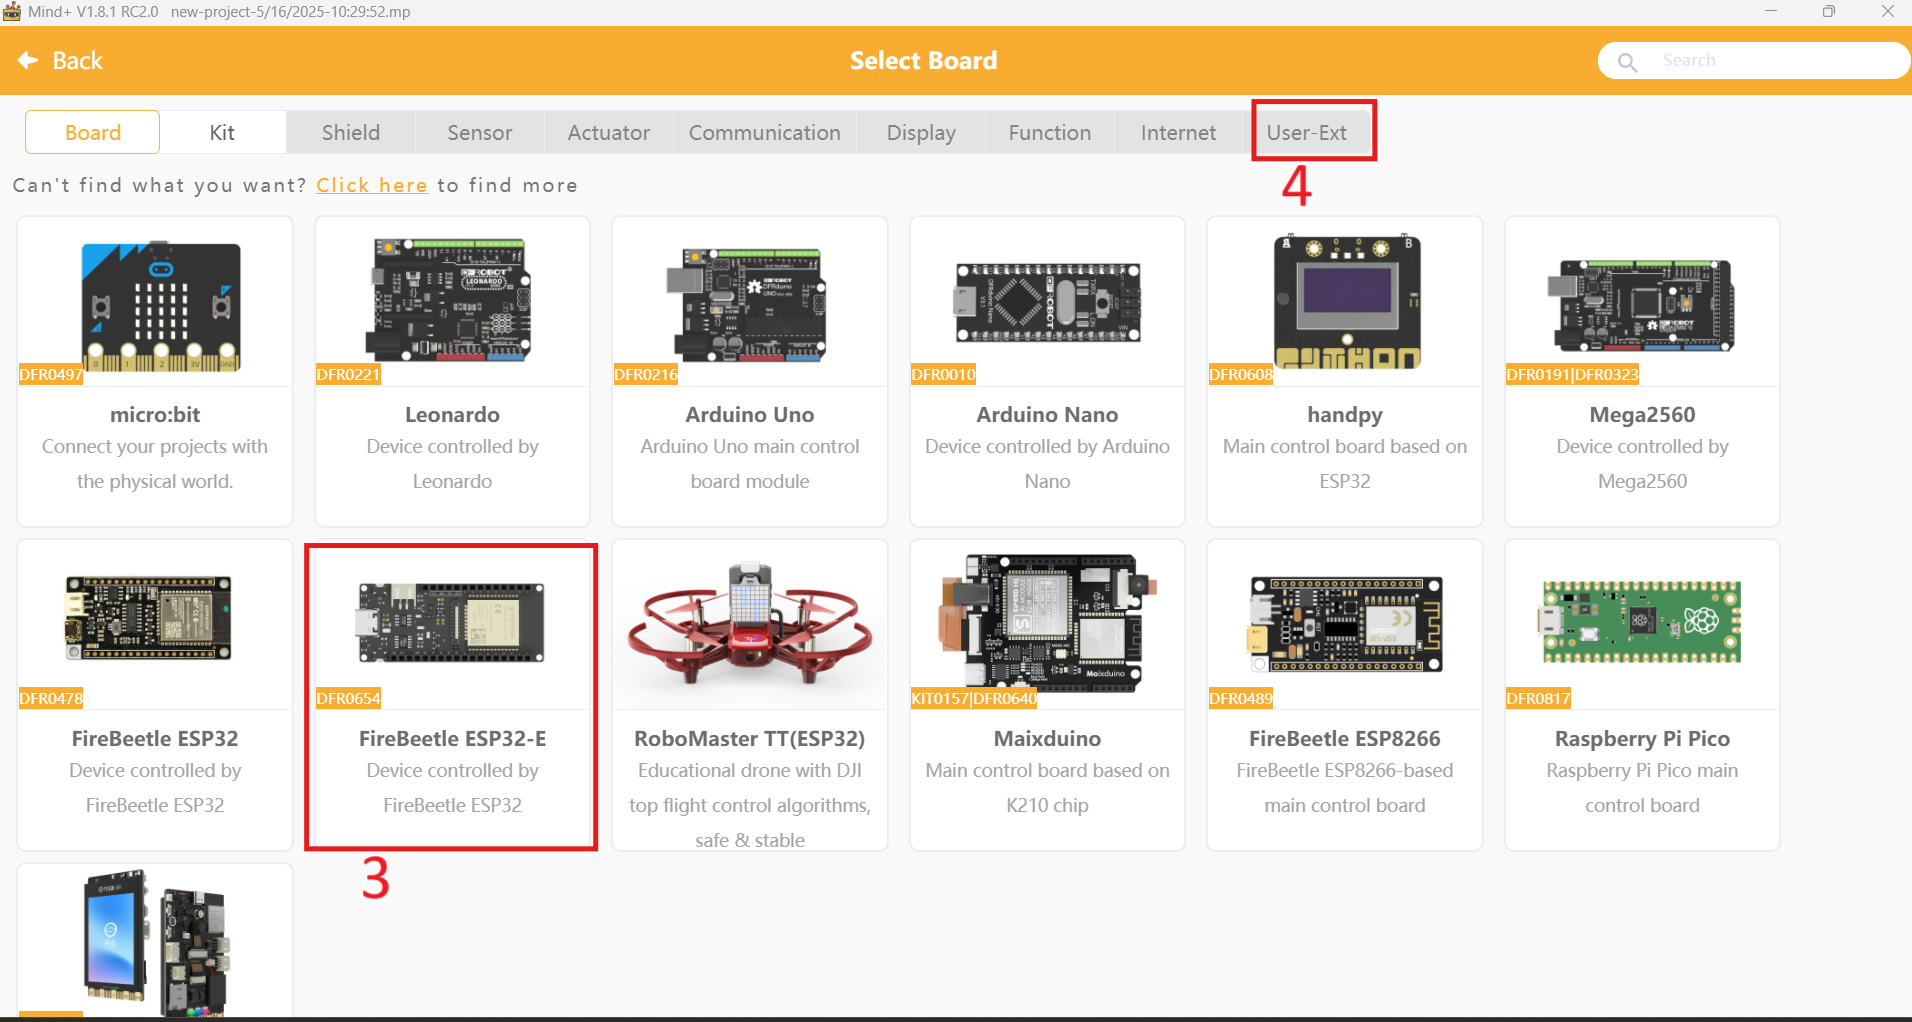 Mind+ V1.8.1 RC2.0 new-project-5/16/2025-10:29:52.mp
Back
Select Board
Search
Board Kit Shield Sensor Actuator Communication Display Function Internet User-Ext
4
Can't find what you want? Click here to find more
DFR0497
micro:bit
Connect your projects with
the physical world.
DFR0221
Leonardo
Device controlled by
Leonardo
DFR0216
Arduino Uno
Arduino Uno main control
board module
DFR0010
Arduino Nano
Device controlled by Arduino
Nano
DFR0608
handpy
Main control board based on
ESP32
DFR0191|DFR0323
Mega2560
Device controlled by
Mega2560
DFR0478
FireBeetle ESP32
Device controlled by
FireBeetle ESP32
DFR0654
FireBeetle ESP32-E
Device controlled by
FireBeetle ESP32
3
RoboMaster TT(ESP32)
Educational drone with DJI
top flight control algorithms,
safe & stable
Maixduino
KIT0157|DFR0640
Maixduino
Main control board based on
K210 chip
DFR0489
FireBeetle ESP8266
FireBeetle ESP8266-based
main control board
DFR0817
Raspberry Pi Pico
Raspberry Pi Pico main
control board